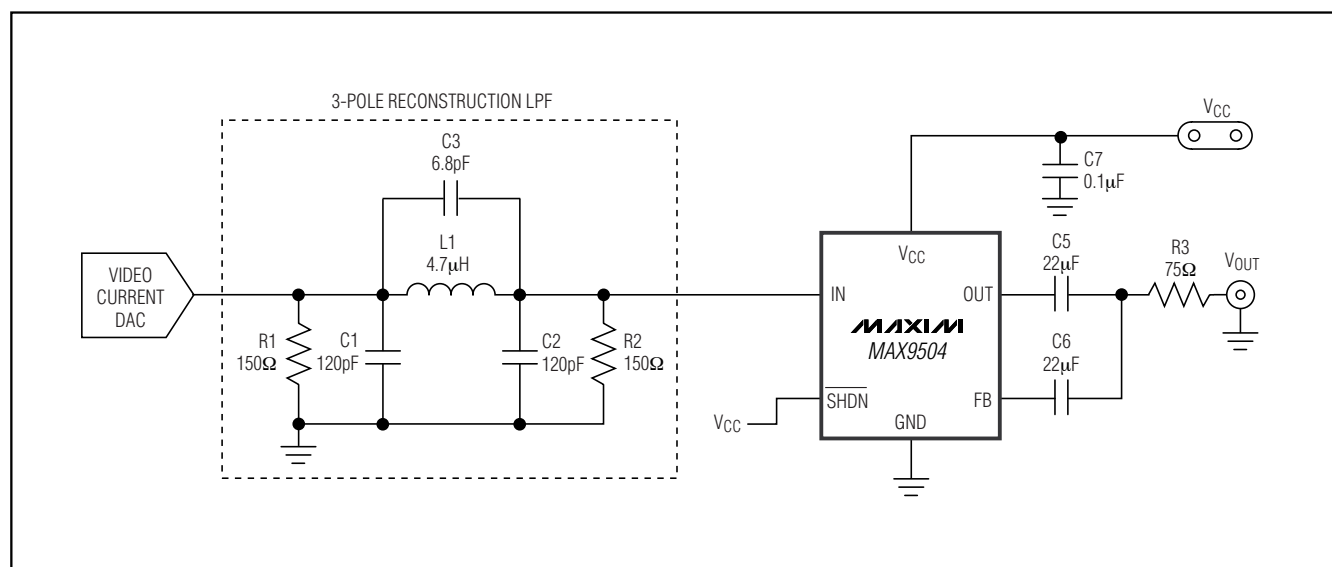 3-POLE RECONSTRUCTION LPF
C3
6.8pF
L1
4.7μH
VIDEO
CURRENT
DAC
R1
150Ω
C1
120pF
C2
120pF
R2
150Ω
VCC
C7
0.1μF
VCC
IN
OUT
MAXIM
MAX9504
SHDN
FB
GND
VCC
C5
22μF
C6
22μF
R3
75Ω
VOUT